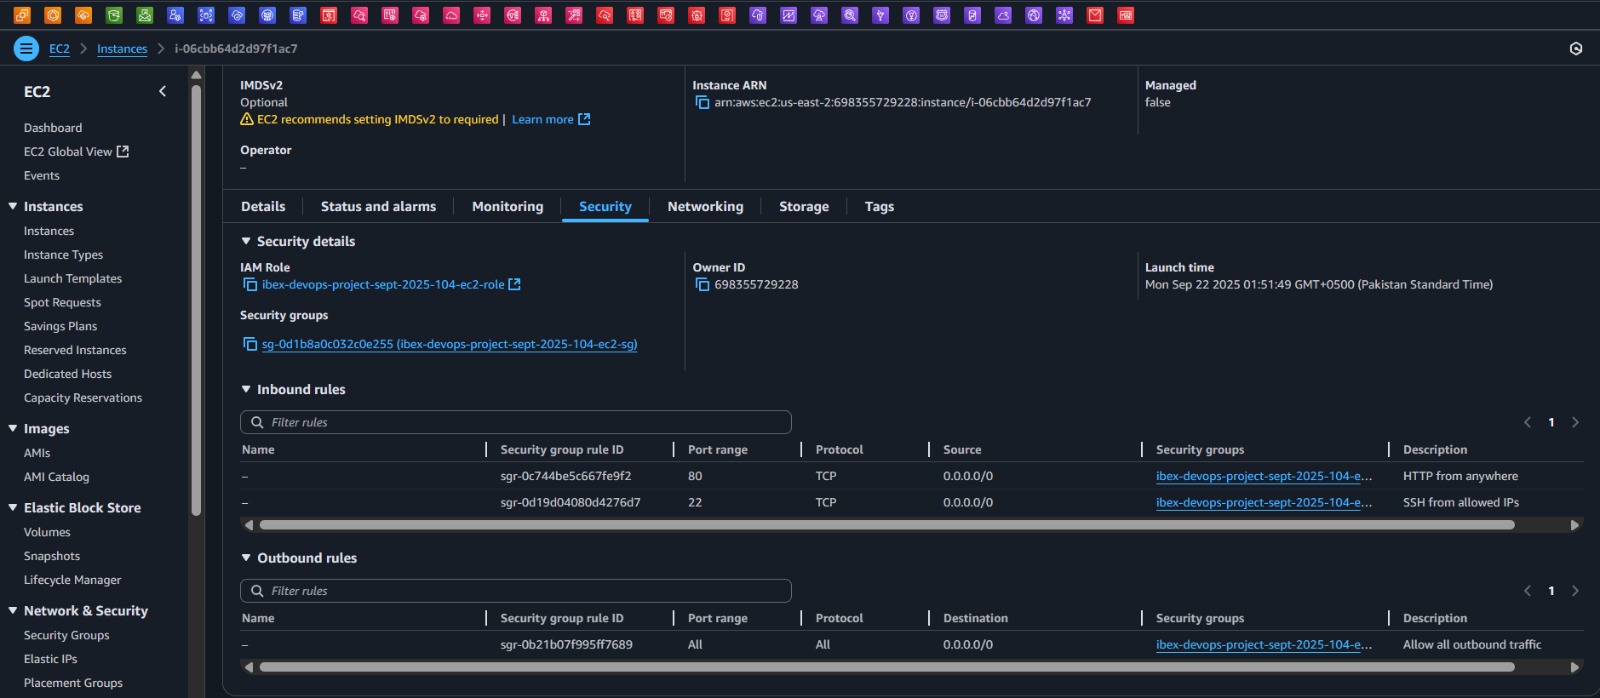 EC2 > Instances > i-06cbb64d2d97f1ac7
EC2
Dashboard
EC2 Global View
Events
Instances
Instances
Instance Types
Launch Templates
Spot Requests
Savings Plans
Reserved Instances
Dedicated Hosts
Capacity Reservations
Images
AMIs
AMI Catalog
Elastic Block Store
Volumes
Snapshots
Lifecycle Manager
Network & Security
Security Groups
Elastic IPs
Placement Groups
IMDSv2
Optional
EC2 recommends setting IMDSv2 to required | Learn more
Operator
–
Instance ARN
arn:aws:ec2:us-east-2:698355729228:instance/i-06cbb64d2d97f1ac7
Managed
false
Details Status and alarms Monitoring Security Networking Storage Tags
Security details
IAM Role
ibex-devops-project-sept-2025-104-ec2-role
Owner ID
698355729228
Launch time
Mon Sep 22 2025 01:51:49 GMT+0500 (Pakistan Standard Time)
Security groups
sg-0d1b8a0c032c0e255 (ibex-devops-project-sept-2025-104-ec2-sg)
Inbound rules
Filter rules
1
Name Security group rule ID Port range Protocol Source Security groups Description
– sgr-0c744be5c667fe9f2 80 TCP 0.0.0.0/0 ibex-devops-project-sept-2025-104-e... HTTP from anywhere
– sgr-0d19d04080d4276d7 22 TCP 0.0.0.0/0 ibex-devops-project-sept-2025-104-e... SSH from allowed IPs
Outbound rules
Filter rules
1
Name Security group rule ID Port range Protocol Destination Security groups Description
– sgr-0b21b07f995ff7689 All All 0.0.0.0/0 ibex-devops-project-sept-2025-104-e... Allow all outbound traffic